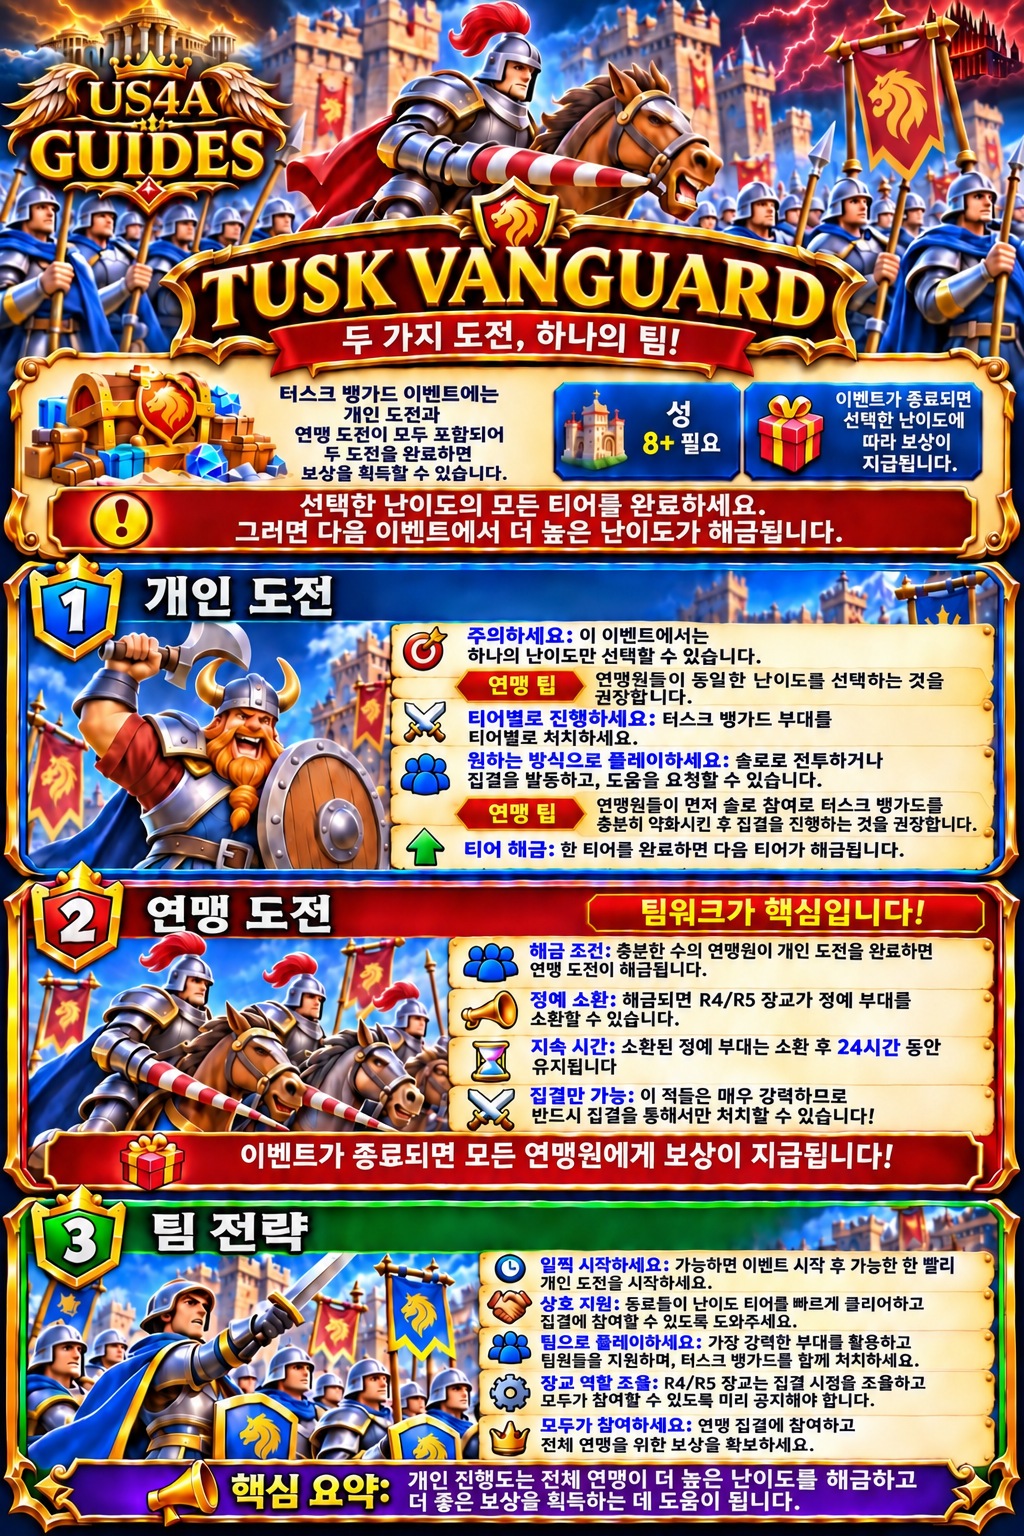 US4A
GUIDES
TUSK VANGUARD
두 가지 도전, 하나의 팀!
터스크 뱅가드 이벤트에는
개인 도전과
연맹 도전이 모두 포함되어
두 도전을 완료하면
보상을 획득할 수 있습니다.
성
8+ 필요
이벤트가 종료되면
선택한 난이도에
따라 보상이
지급됩니다.
선택한 난이도의 모든 티어를 완료하세요.
그러면 다음 이벤트에서 더 높은 난이도가 해금됩니다.
1 개인 도전
주의하세요: 이 이벤트에서는
하나의 난이도만 선택할 수 있습니다.
연맹 팁
연맹원들이 동일한 난이도를 선택하는 것을
권장합니다.
티어별로 진행하세요: 터스크 뱅가드 부대를
티어별로 처치하세요.
원하는 방식으로 플레이하세요: 솔로로 전투하거나
집결을 발동하고, 도움을 요청할 수 있습니다.
연맹 팁
연맹원들이 먼저 솔로 참여로 터스크 뱅가드를
충분히 약화시킨 후 집결을 진행하는 것을 권장합니다.
티어 해금: 한 티어를 완료하면 다음 티어가 해금됩니다.
2 연맹 도전
팀워크가 핵심입니다!
해금 조건: 충분한 수의 연맹원이 개인 도전을 완료하면
연맹 도전이 해금됩니다.
정예 소환: 해금되면 R4/R5 장교가 정예 부대를
소환할 수 있습니다.
지속 시간: 소환된 정예 부대는 소환 후 24시간 동안
유지됩니다
집결만 가능: 이 적들은 매우 강력하므로
반드시 집결을 통해서만 처치할 수 있습니다!
이벤트가 종료되면 모든 연맹원에게 보상이 지급됩니다!
3 팀 전략
일찍 시작하세요: 가능하면 이벤트 시작 후 가능한 한 빨리
개인 도전을 시작하세요.
상호 지원: 동료들이 난이도 티어를 빠르게 클리어하고
집결에 참여할 수 있도록 도와주세요.
팀으로 플레이하세요: 가장 강력한 부대를 활용하고
팀원들을 지원하며, 터스크 뱅가드를 함께 처치하세요.
장교 역할 조율: R4/R5 장교는 집결 시점을 조율하고
모두가 참여할 수 있도록 미리 공지해야 합니다.
모두가 참여하세요: 연맹 집결에 참여하고
전체 연맹을 위한 보상을 확보하세요.
핵심 요약: 개인 진행도는 전체 연맹이 더 높은 난이도를 해금하고
더 좋은 보상을 획득하는 데 도움이 됩니다.